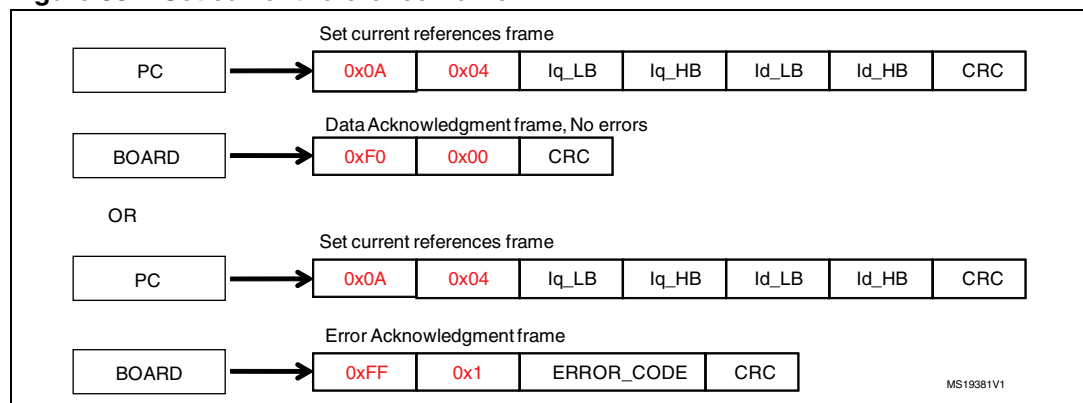 Set current references frame
PC 0x0A 0x04 Iq_LB Iq_HB Id_LB Id_HB CRC
Data Acknowledgment frame, No errors
BOARD 0xF0 0x00 CRC
OR
Set current references frame
PC 0x0A 0x04 Iq_LB Iq_HB Id_LB Id_HB CRC
Error Acknowledgment frame
BOARD 0xFF 0x1 ERROR_CODE CRC
MS19381V1